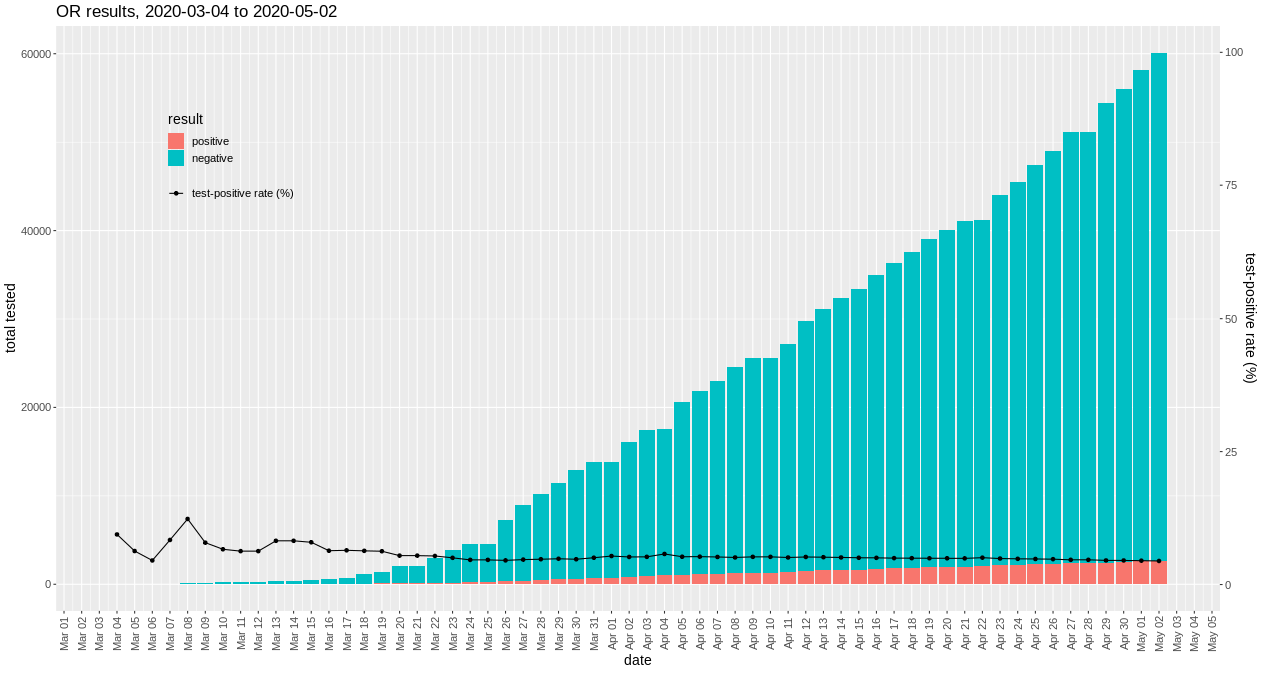 OR results, 2020-03-04 to 2020-05-02
60000
40000
20000
0
total tested
result
positive
negative
test-positive rate (%)
100
75
50
25
0
test-positive rate (%)
Mar 01
Mar 02
Mar 03
Mar 04
Mar 05
Mar 06
Mar 07
Mar 08
Mar 09
Mar 10
Mar 11
Mar 12
Mar 13
Mar 14
Mar 15
Mar 16
Mar 17
Mar 18
Mar 19
Mar 20
Mar 21
Mar 22
Mar 23
Mar 24
Mar 25
Mar 26
Mar 27
Mar 28
Mar 29
Mar 30
Mar 31
Apr 01
Apr 02
Apr 03
Apr 04
Apr 05
Apr 06
Apr 07
Apr 08
Apr 09
Apr 10
Apr 11
Apr 12
Apr 13
Apr 14
Apr 15
Apr 16
Apr 17
Apr 18
Apr 19
Apr 20
Apr 21
Apr 22
Apr 23
Apr 24
Apr 25
Apr 26
Apr 27
Apr 28
Apr 29
Apr 30
May 01
May 02
May 03
May 04
May 05
date